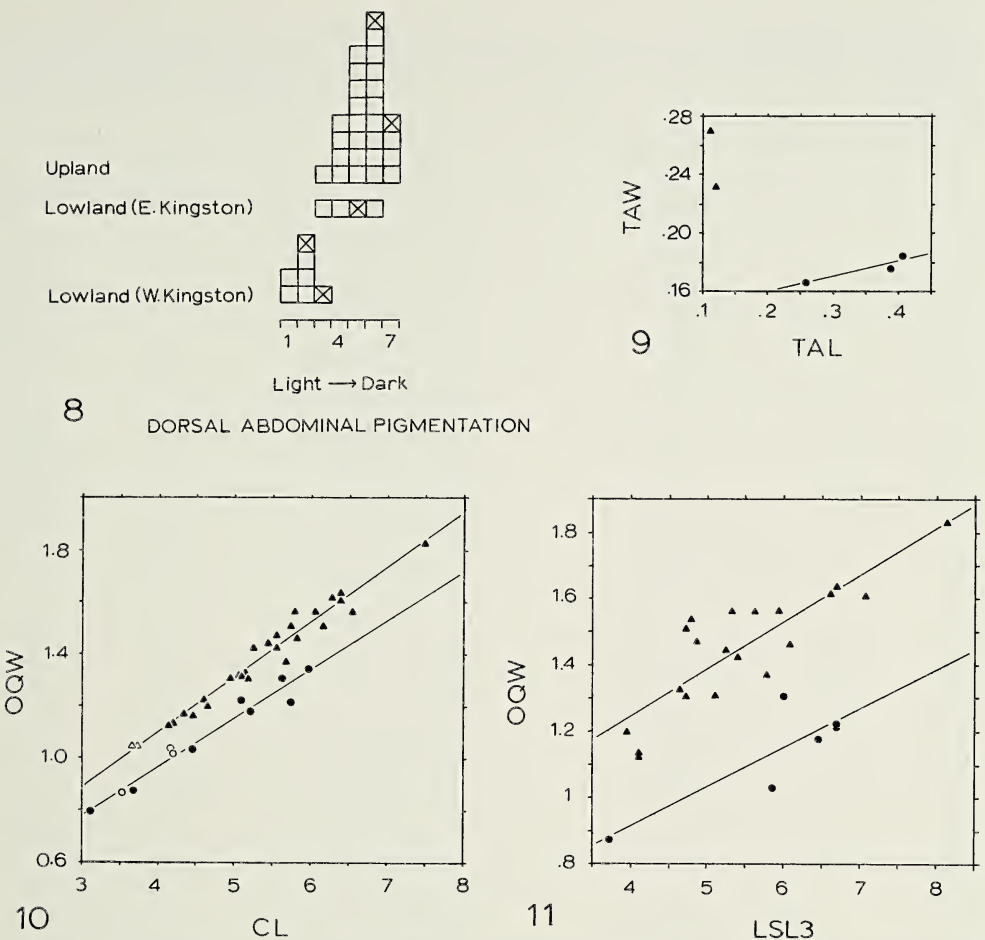 Upland
Lowland (E. Kingston)
Lowland (W. Kingston)
1 4 7
Light → Dark
8
DORSAL ABDOMINAL PIGMENTATION
.28
.24
.20
.16
TAW
.1 .2 .3 .4
TAL
9
1.8
1.4
1.0
0.6
OQW
3 4 5 6 7 8
CL
10
1.8
1.6
1.4
1.2
1
.8
OQW
4 5 6 7 8
LSL3
11